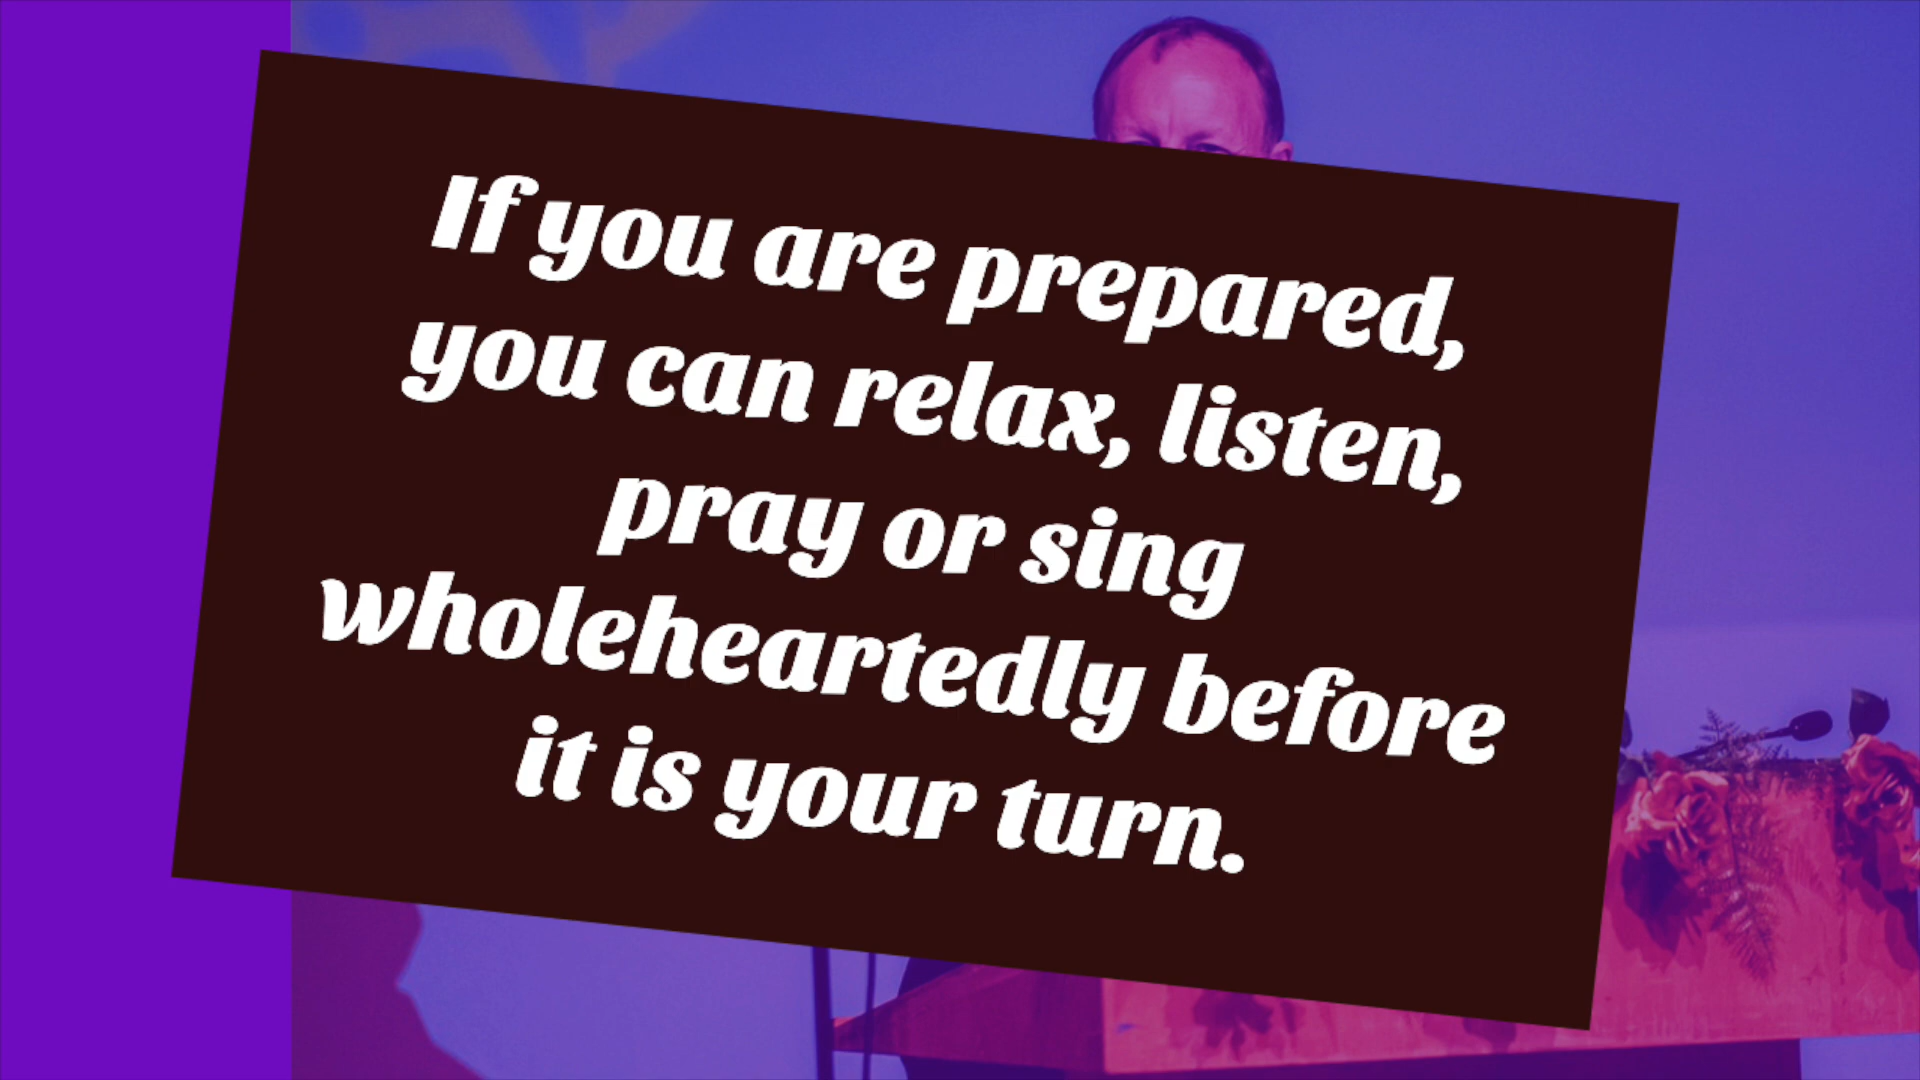 If you are prepared,
you can relax, listen,
pray or sing
wholeheartedly before
it is your turn.